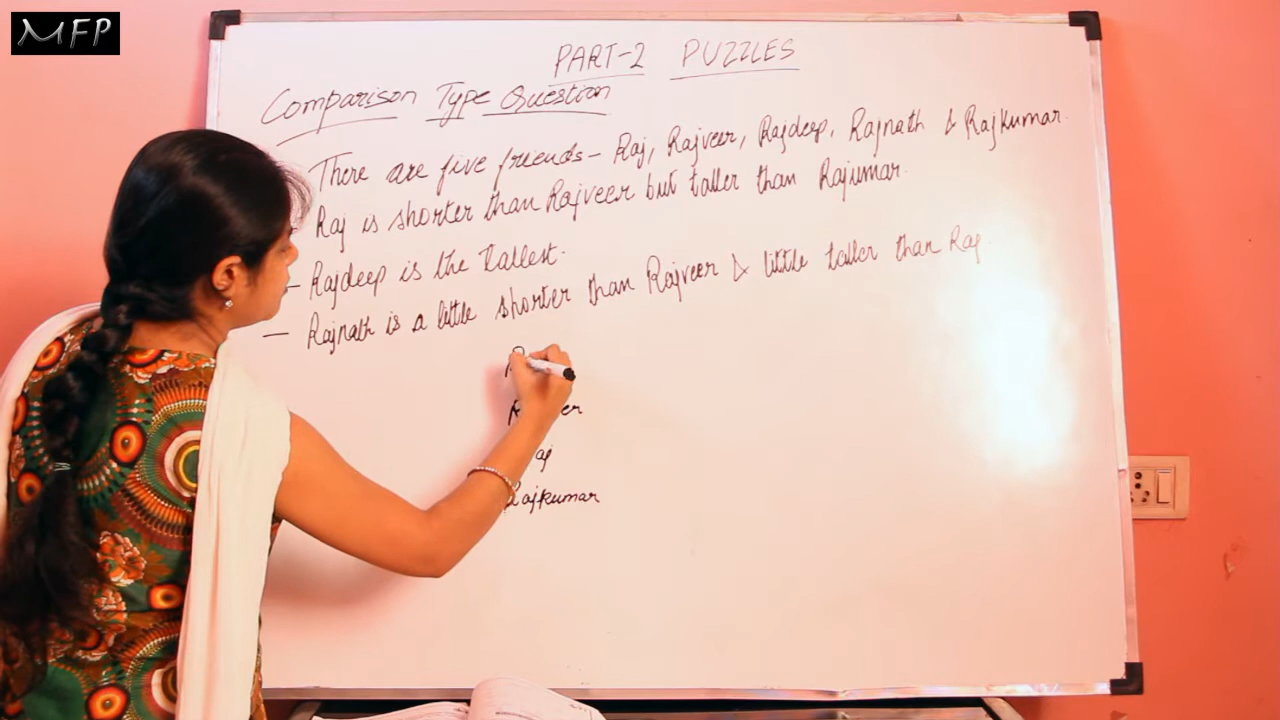 MFP
PART-2 PUZZLES
Comparison Type Question
There are five friends - Raj, Rajveer, Rajdeep, Rajnath & Rajkumar.
Raj is shorter than Rajveer but taller than Rajumar.
- Rajdeep is the tallest.
- Rajnath is a little shorter than Rajveer & little taller than Raj.
Rajkumar